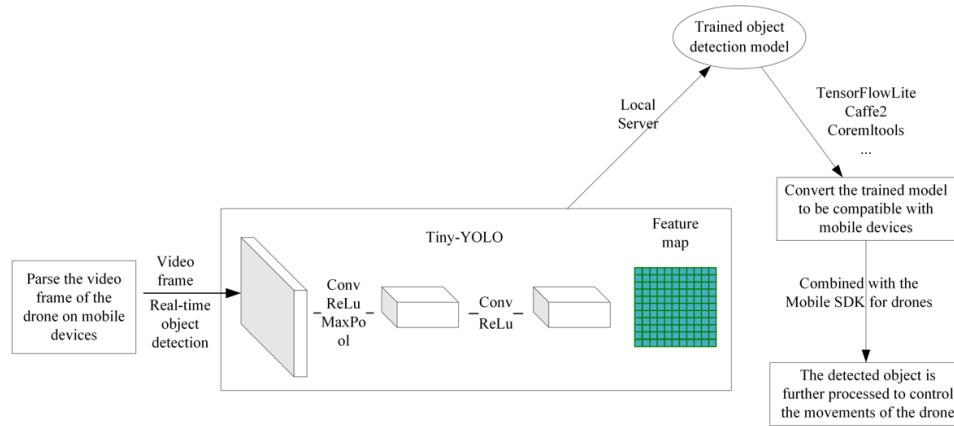 Trained object
detection model
Local
Server
TensorFlowLite
Caffe2
Coremltools
...
Convert the trained model
to be compatible with
mobile devices
Combined with the
Mobile SDK for drones
The detected object is
further processed to control
the movements of the drone
Parse the video
frame of the
drone on mobile
devices
Video
frame
Real-time
object
detection
Tiny-YOLO
Conv
ReLu
MaxPo
ol
Conv
ReLu
Feature
map